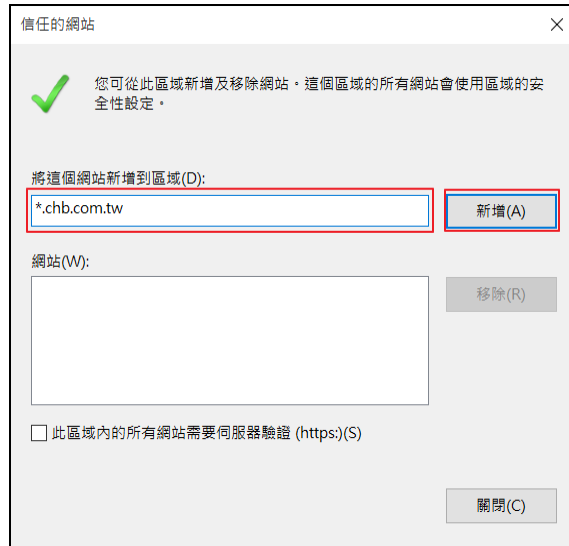 信任的網站
您可從此區域新增及移除網站。這個區域的所有網站會使用區域的安
全性設定。
將這個網站新增到區域(D):
*.chb.com.tw
新增(A)
網站(W):
移除(R)
此區域內的所有網站需要伺服器驗證 (https:)(S)
關閉(C)